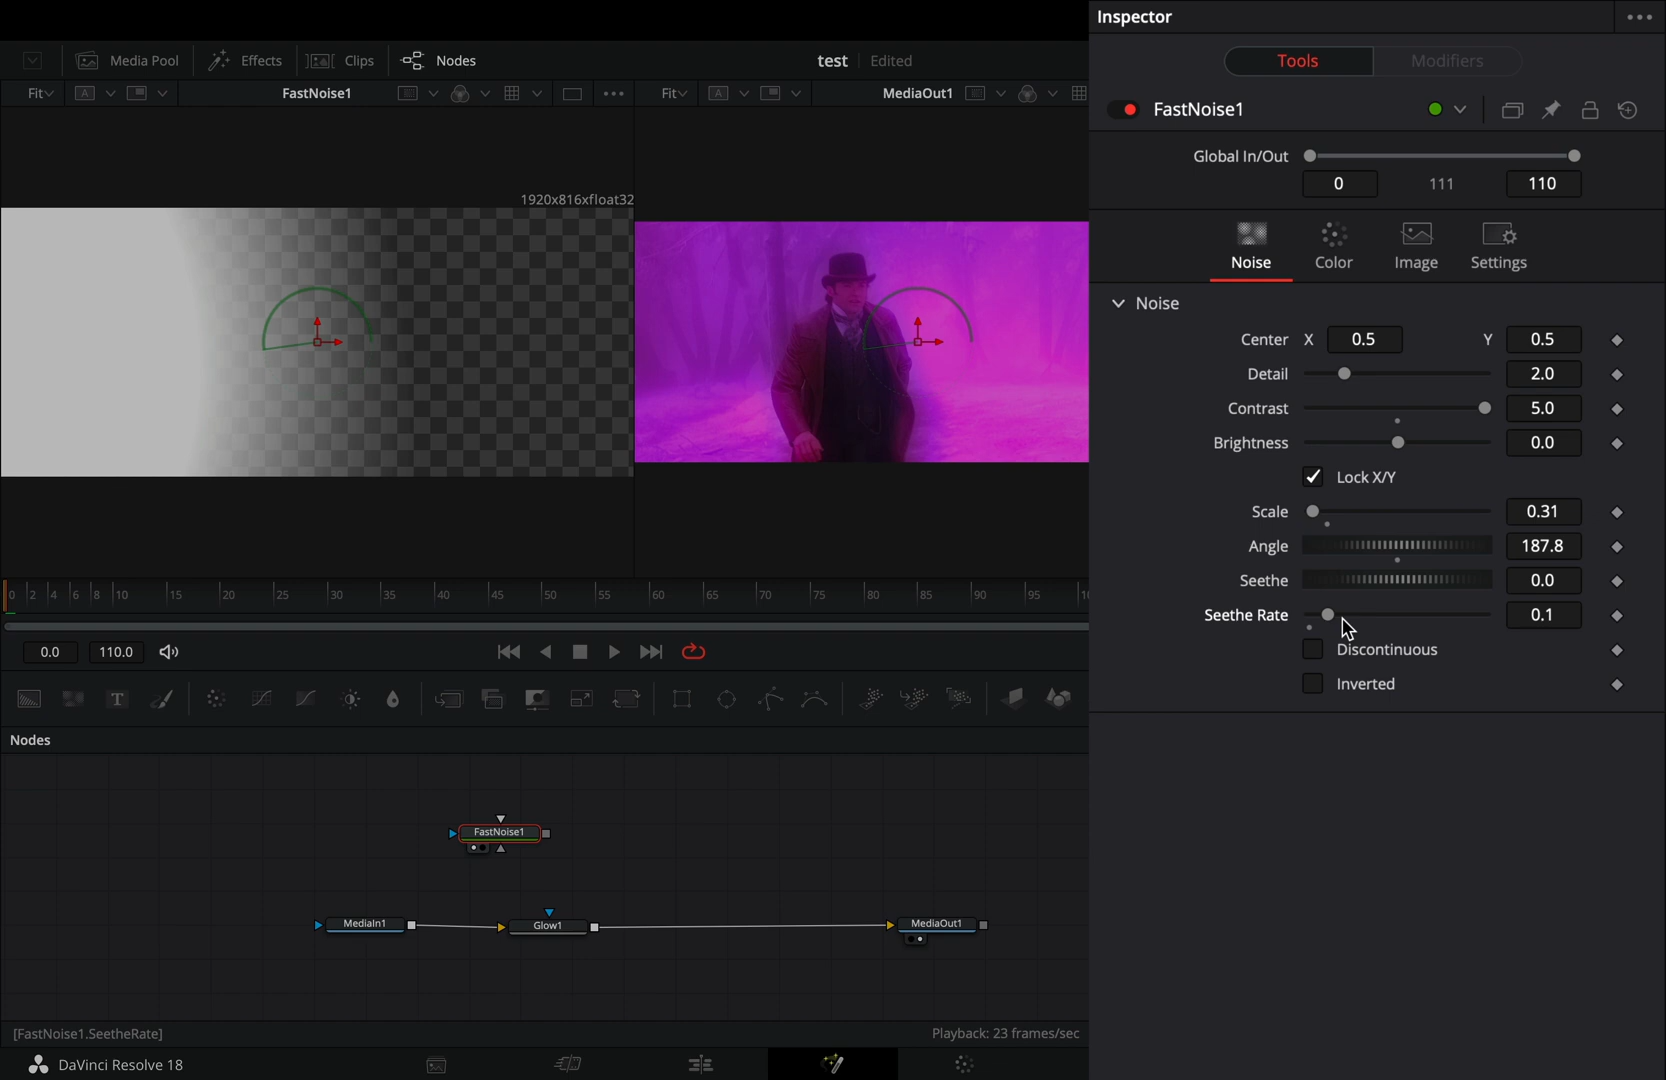 Inspector
Media Pool
Effects
Clips
Nodes
test
Edited
Tools
Modifiers
Fit
A
FastNoise1
Fit
A
MediaOut1
FastNoise1
Global In/Out
0
111
110
1920x816xfloat32
Noise
Color
Image
Settings
Noise
Center X 0.5 Y 0.5
Detail 2.0
Contrast 5.0
Brightness 0.0
Lock X/Y
Scale 0.31
Angle 187.8
Seethe 0.0
Seethe Rate 0.1
Discontinuous
Inverted
0 2 4 6 8 10 15 20 25 30 35 40 45 50 55 60 65 70 75 80 85 90 95
0.0
110.0
T
Nodes
FastNoise1
MediaIn1
Glow1
MediaOut1
[FastNoise1.SeetheRate]
Playback: 23 frames/sec
DaVinci Resolve 18